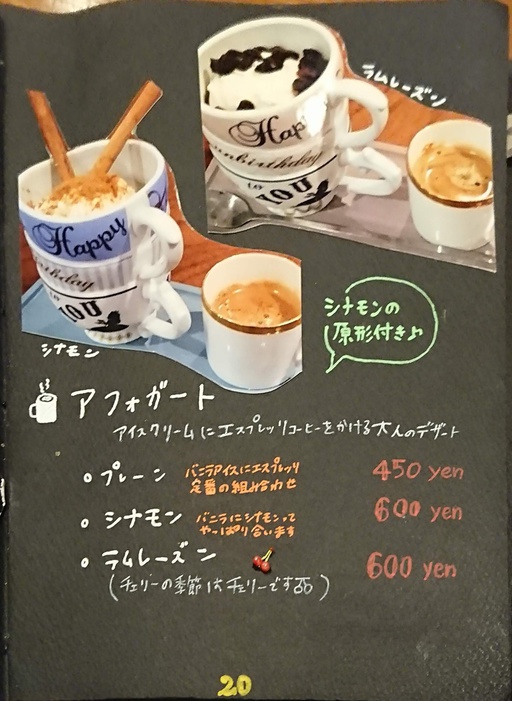 ラムレーズン
Hap
unbirthday
to
YOU
Happy
birthday
to
YOU
シナモン
シナモンの
原形付き♪
アフォガート
アイスクリームにエスプレッソコーヒーをかける大人のデザート
○プレーン
バニラアイスにエスプレッソ
定番の組み合わせ
450 yen
○シナモン
バニラにシナモンって
やっぱり合います
600 yen
○ラムレーズン
600 yen
(チェリーの季節はチェリーです)
20